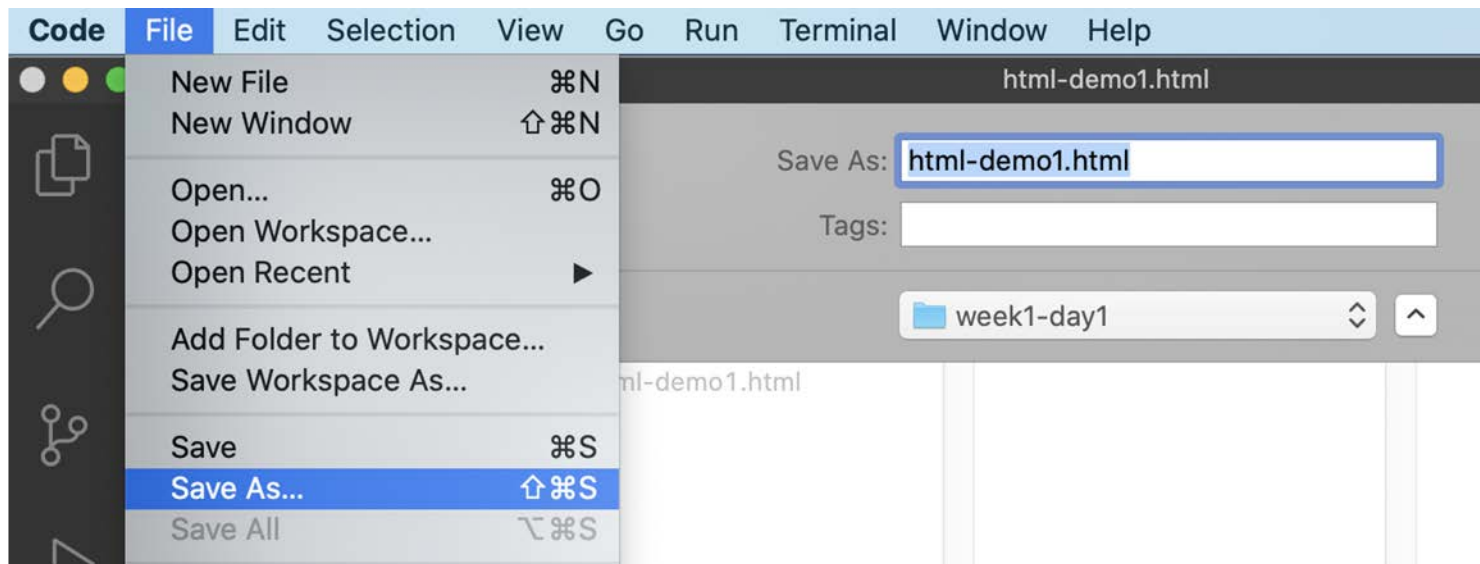 Code File Edit Selection View Go Run Terminal Window Help
html-demo1.html
New File ⌘N
New Window ⇧⌘N
Open... ⌘O
Open Workspace...
Open Recent ▶
Add Folder to Workspace...
Save Workspace As...
Save ⌘S
Save As... ⇧⌘S
Save All ⌥⌘S
Save As: html-demo1.html
Tags:
week1-day1
ml-demo1.html